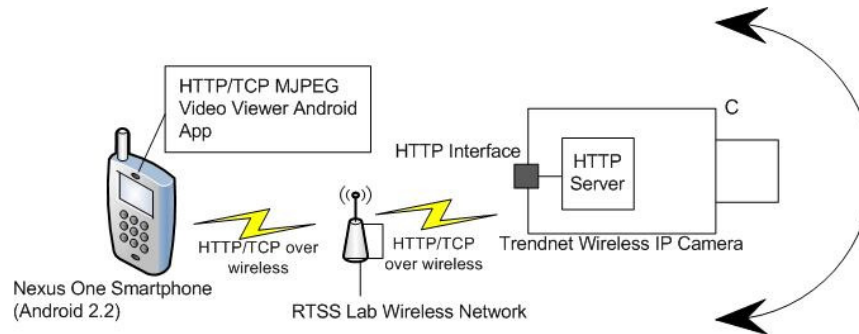 HTTP/TCP MJPEG
Video Viewer Android
App
C
HTTP Interface
HTTP
Server
HTTP/TCP over
wireless
HTTP/TCP
over wireless
Trendnet Wireless IP Camera
Nexus One Smartphone
(Android 2.2)
RTSS Lab Wireless Network